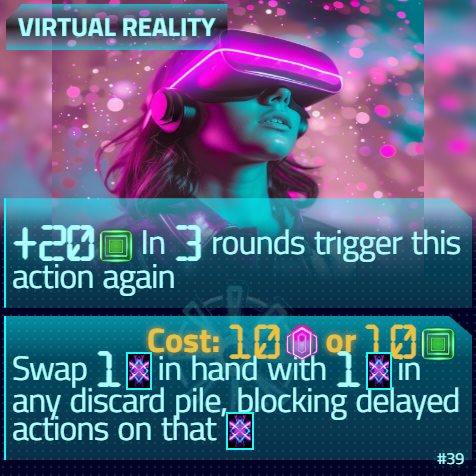 VIRTUAL REALITY
+20 In 3 rounds trigger this
action again
Cost: 10 or 10
Swap 1 in hand with 1 in
any discard pile, blocking delayed
actions on that
#39